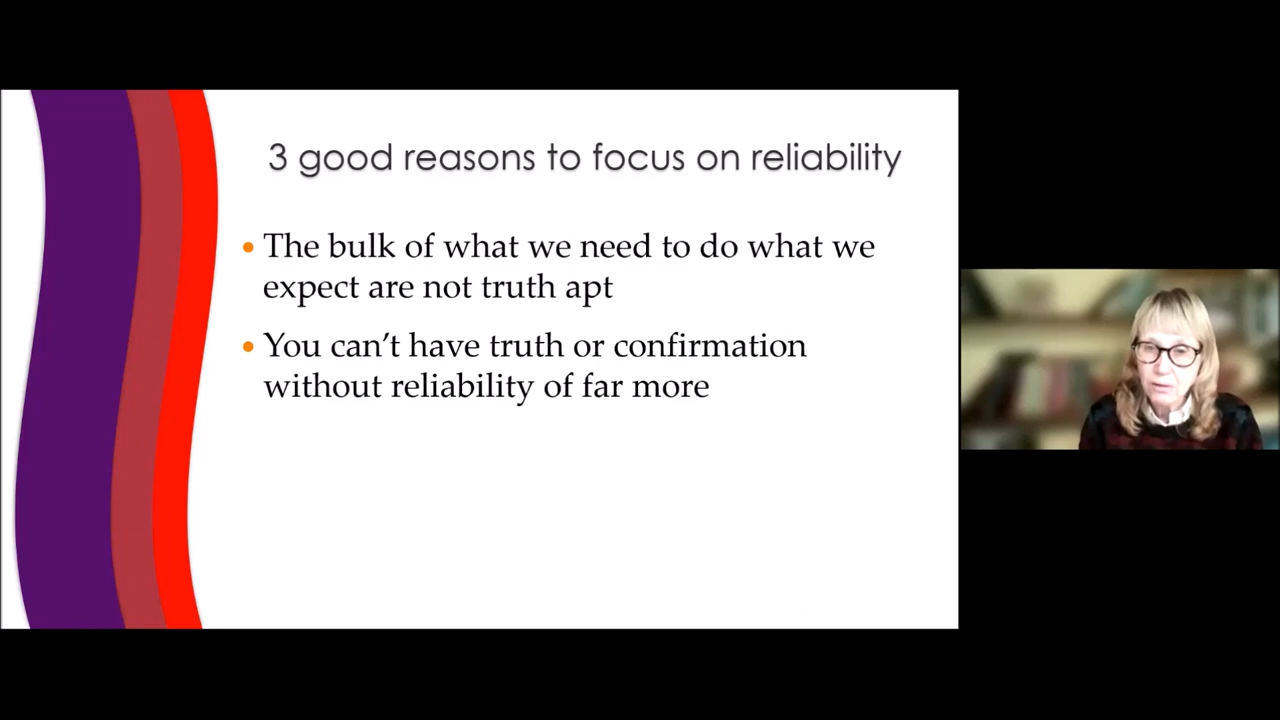 3 good reasons to focus on reliability
• The bulk of what we need to do what we
expect are not truth apt
• You can’t have truth or confirmation
without reliability of far more